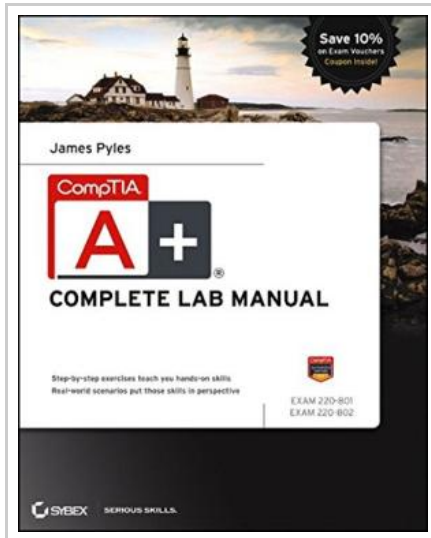 Save 10%
on Exam Vouchers
Coupon Inside!
James Pyles
CompTIA
A+
®
COMPLETE LAB MANUAL
Step-by-step exercises teach you hands-on skills
Real-world scenarios put those skills in perspective
CompTIA
EXAM 220-801
EXAM 220-802
SYBEX SERIOUS SKILLS.